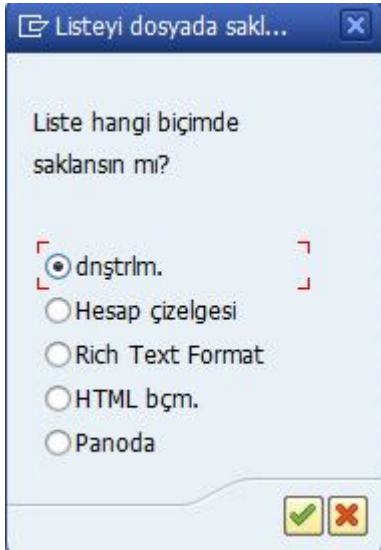 Listeyi dosyada sakl...
Liste hangi biçimde
saklansın mı?
dnştrlm.
Hesap çizelgesi
Rich Text Format
HTML bçm.
Panoda